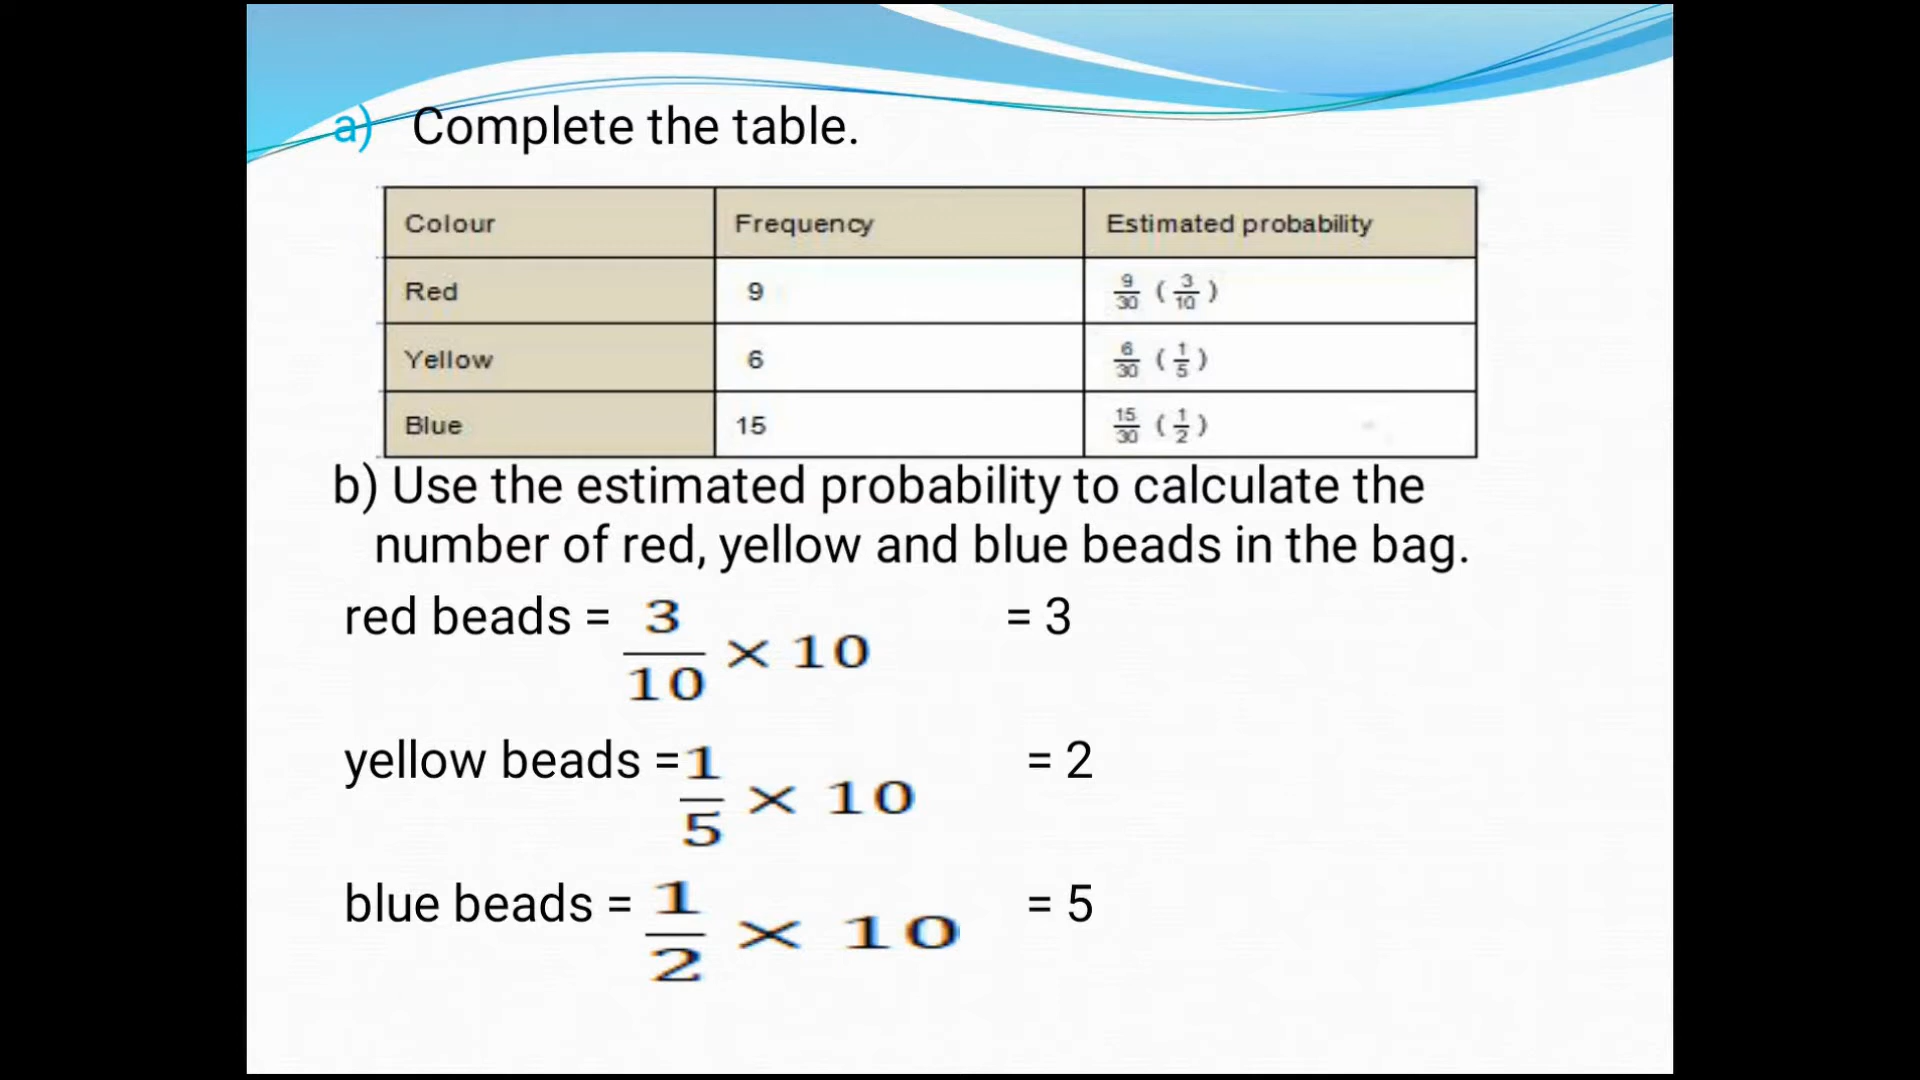 a) Complete the table.
Colour Frequency Estimated probability
Red 9 9/30 (3/10)
Yellow 6 6/30 (1/5)
Blue 15 15/30 (1/2)
b) Use the estimated probability to calculate the
number of red, yellow and blue beads in the bag.
red beads = 3/10 × 10 = 3
yellow beads = 1/5 × 10 = 2
blue beads = 1/2 × 10 = 5